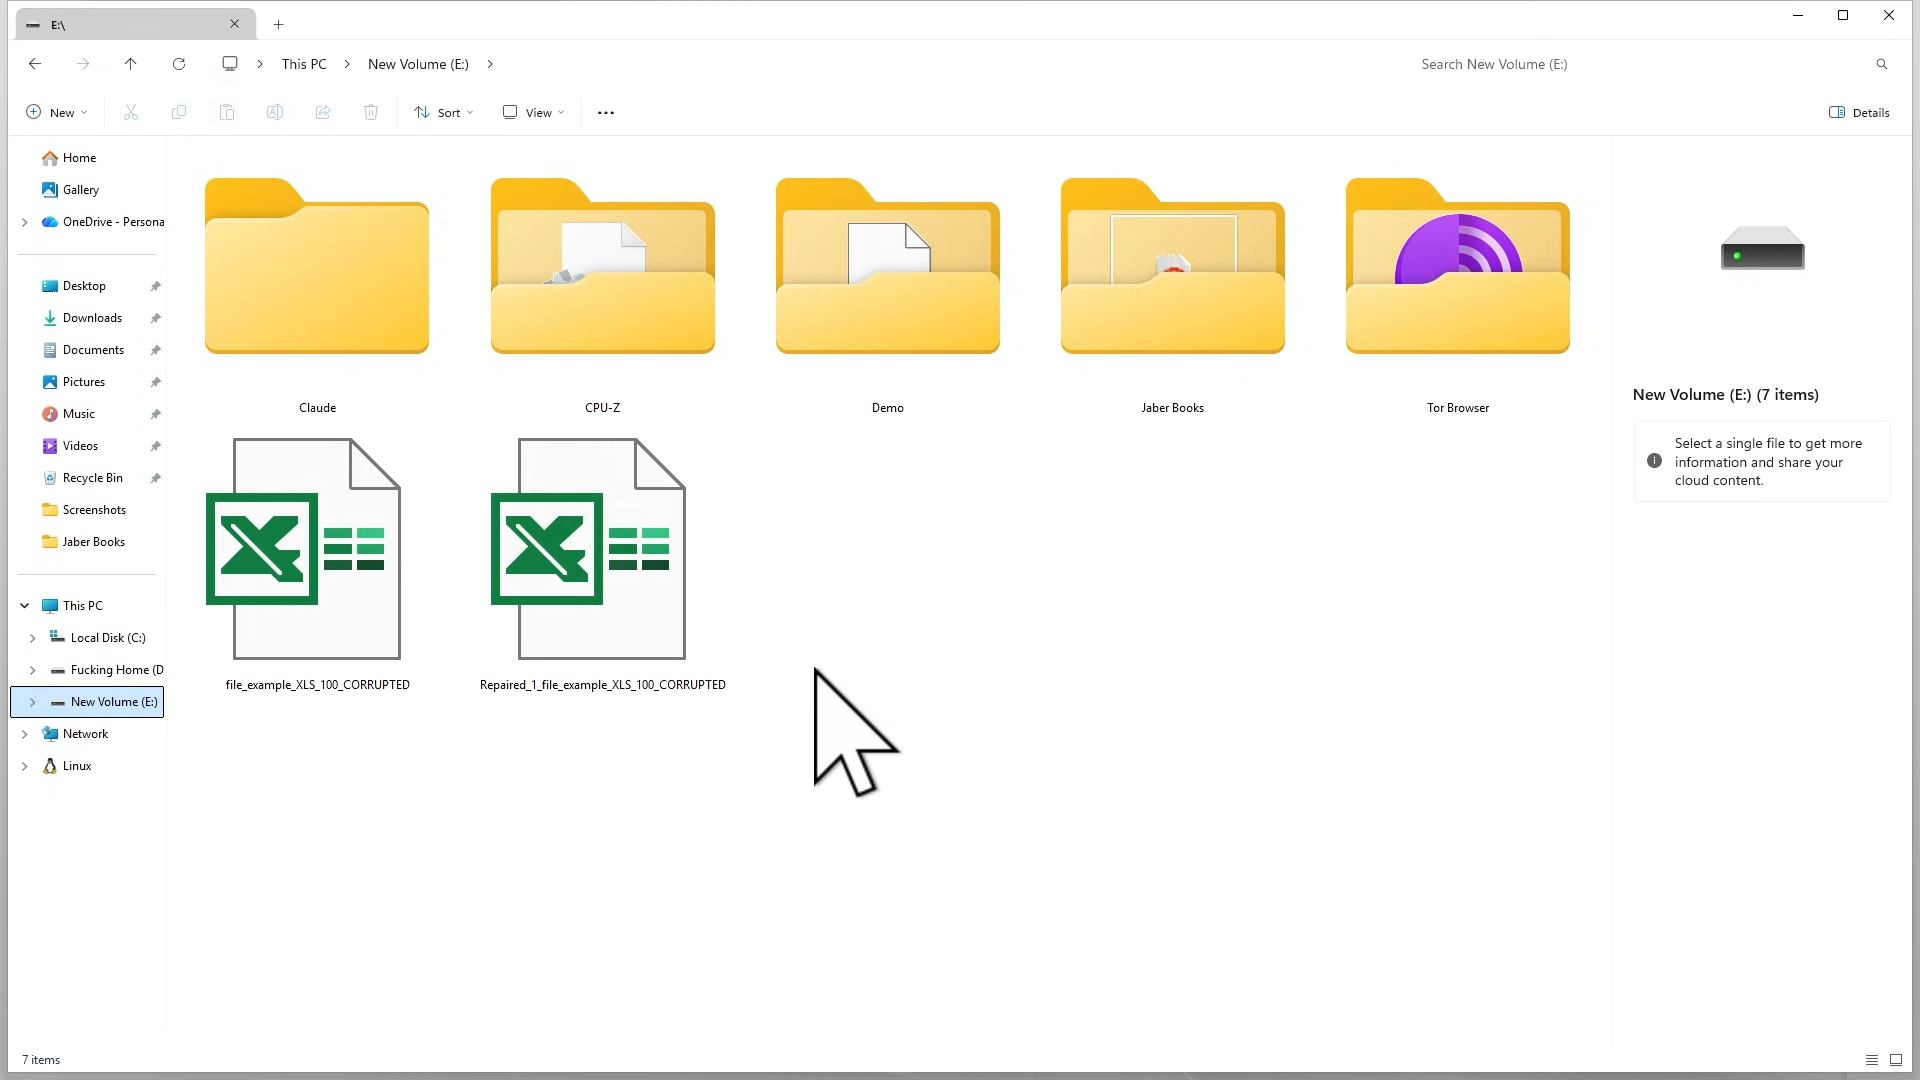 E:\
This PC
New Volume (E:)
Search New Volume (E:)
New
Sort
View
Details
Home
Gallery
OneDrive - Persona
Desktop
Downloads
Documents
Pictures
Music
Videos
Recycle Bin
Screenshots
Jaber Books
This PC
Local Disk (C:)
Fucking Home (D
New Volume (E:)
Network
Linux
Claude
CPU-Z
Demo
Jaber Books
Tor Browser
file_example_XLS_100_CORRUPTED
Repaired_1_file_example_XLS_100_CORRUPTED
New Volume (E:) (7 items)
Select a single file to get more
information and share your
cloud content.
7 items